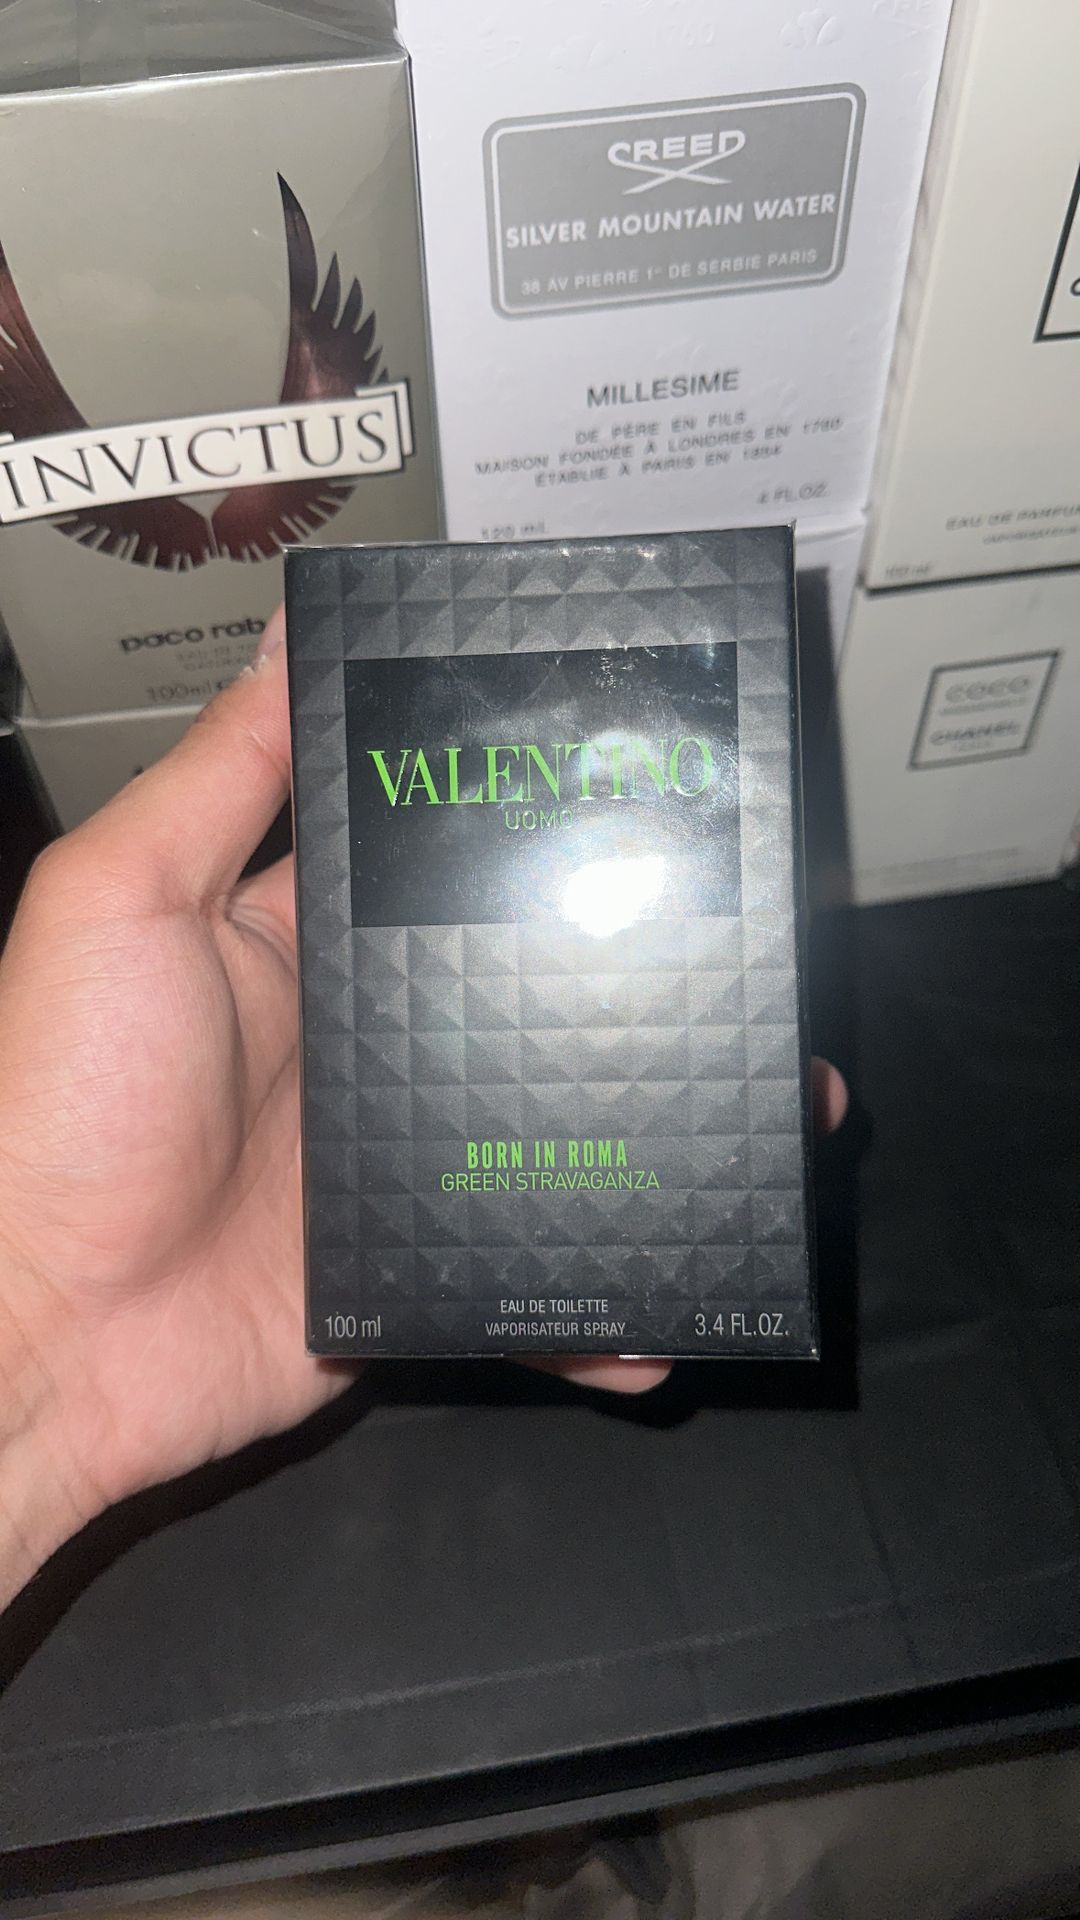 CREED
SILVER MOUNTAIN WATER
38 AV PIERRE 1ᵉʳ DE SERBIE PARIS
MILLESIME
DE PÈRE EN FILS
MAISON FONDÉE À LONDRES EN 1760
ÉTABLIE À PARIS EN 1854
120 ml
4 FL.OZ.
INVICTUS
paco rab
100ml
EAU DE PARFUM
100 ml
COCO
CHANEL
VALENTINO
UOMO
BORN IN ROMA
GREEN STRAVAGANZA
EAU DE TOILETTE
VAPORISATEUR SPRAY
100 ml
3.4 FL.OZ.